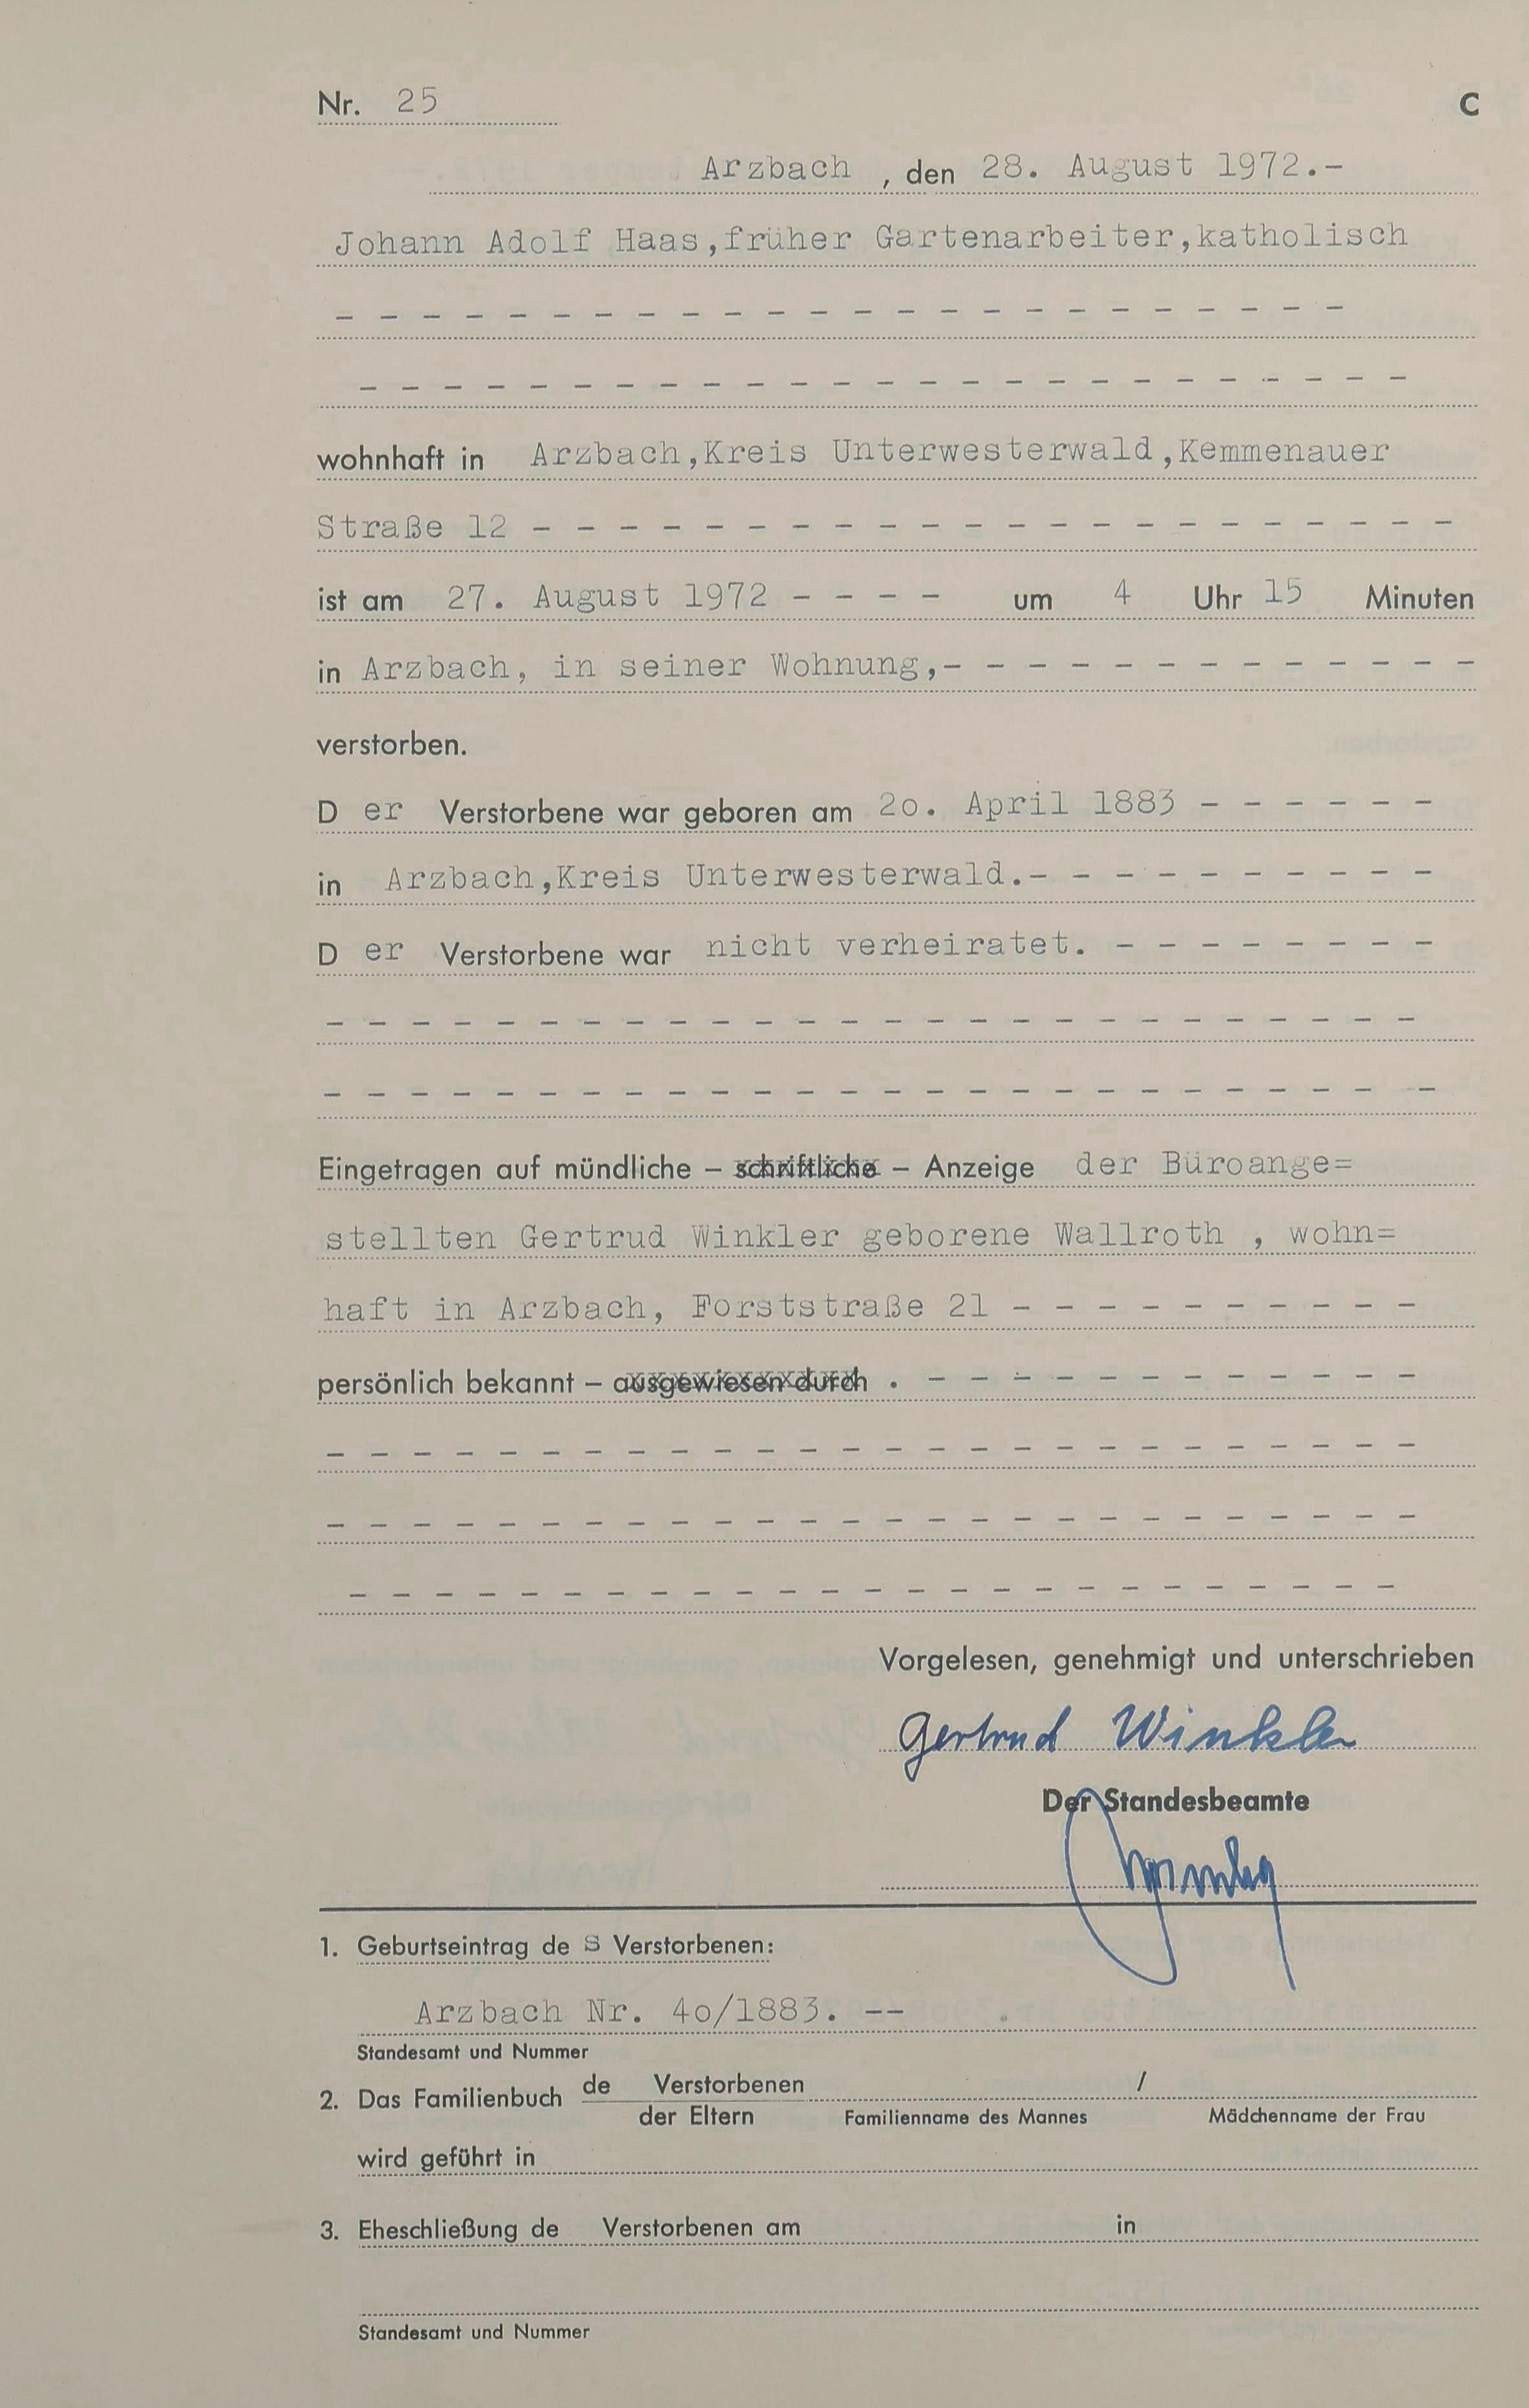 Nr. 25
C
Arzbach , den 28. August 1972.-
Johann Adolf Haas,früher Gartenarbeiter,katholisch
- - - - - - - - - - - - - - - - - - - - - - - -
- - - - - - - - - - - - - - - - - - - - - - - - -
wohnhaft in Arzbach,Kreis Unterwesterwald,Kemmenauer
Straße 12 - - - - - - - - - - - - - - - - - - - - - -
ist am 27. August 1972 - - - - um 4 Uhr 15 Minuten
in Arzbach, in seiner Wohnung,- - - - - - - - - - - - -
verstorben.
D er Verstorbene war geboren am 2o. April 1883 - - - - - -
in Arzbach,Kreis Unterwesterwald.- - - - - - - - - -
D er Verstorbene war nicht verheiratet. - - - - - - - -
- - - - - - - - - - - - - - - - - - - - - - - - - -
- - - - - - - - - - - - - - - - - - - - - - - - - -
Eingetragen auf mündliche – schriftliche – Anzeige der Büroange=
stellten Gertrud Winkler geborene Wallroth , wohn=
haft in Arzbach, Forststraße 21 - - - - - - - - - -
persönlich bekannt – ausgewiesen durch . - - - - - - - - - - - -
- - - - - - - - - - - - - - - - - - - - - - - - - -
- - - - - - - - - - - - - - - - - - - - - - - - - -
- - - - - - - - - - - - - - - - - - - - - - - - -
Vorgelesen, genehmigt und unterschrieben
Gertrud Winkler
Der Standesbeamte
1. Geburtseintrag de s Verstorbenen:
Arzbach Nr. 4o/1883. --
Standesamt und Nummer
2. Das Familienbuch de Verstorbenen /
der Eltern Familienname des Mannes Mädchenname der Frau
wird geführt in
3. Eheschließung de Verstorbenen am in
Standesamt und Nummer